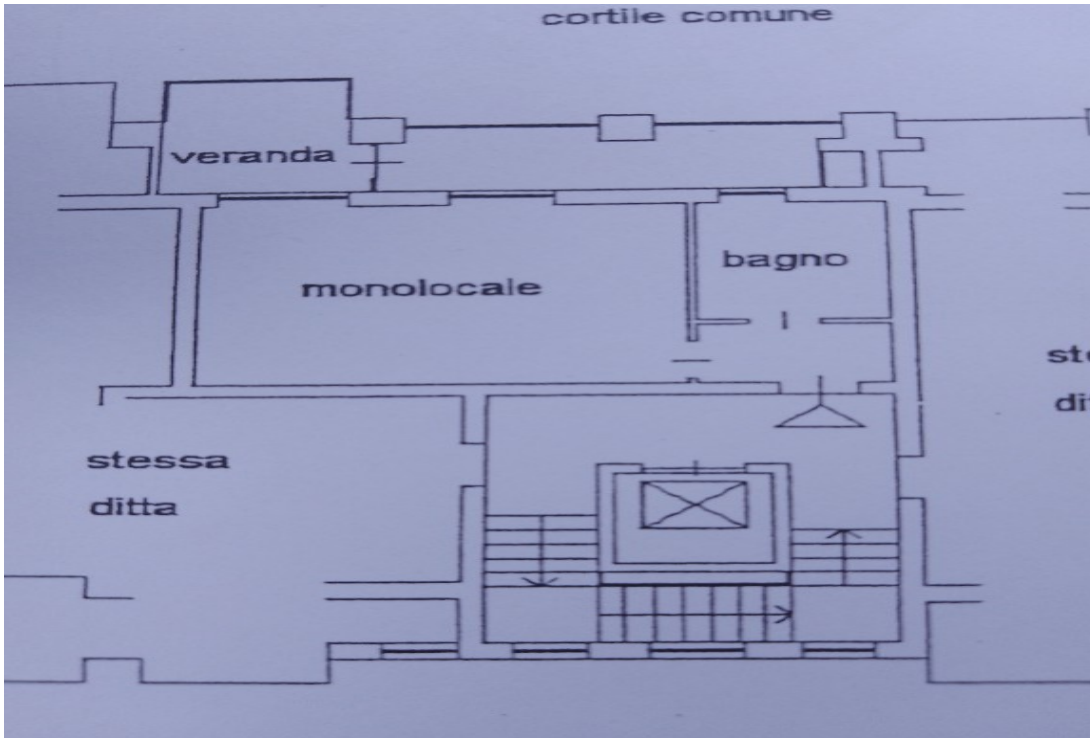 cortile comune
veranda
bagno
monolocale
stessa
ditta